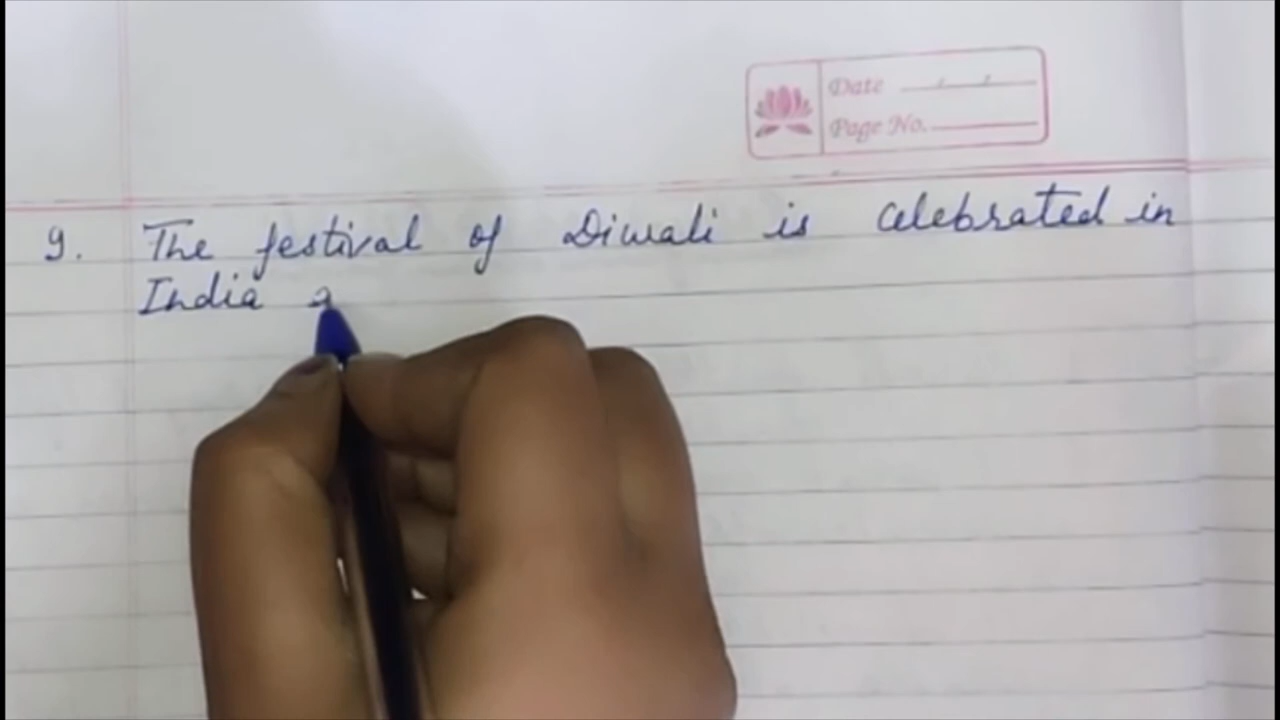 Date
Page No.
9. The festival of Diwali is celebrated in
India a